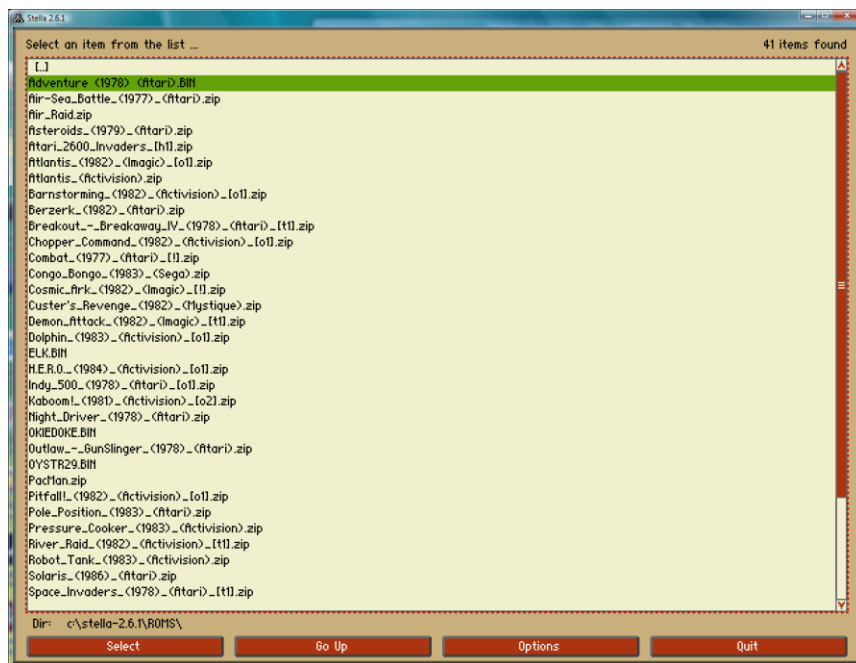 Stella 2.6.1
Select an item from the list ... 41 items found
[..]
Adventure (1978) (Atari).BIN
Air-Sea_Battle_(1977)_(Atari).zip
Air_Raid.zip
Asteroids_(1979)_(Atari).zip
Atari_2600_Invaders_[h1].zip
Atlantis_(1982)_(Imagic)_[o1].zip
Atlantis_(Activision).zip
Barnstorming_(1982)_(Activision)_[o1].zip
Berzerk_(1982)_(Atari).zip
Breakout_-_Breakaway_IV_(1978)_(Atari)_[t1].zip
Chopper_Command_(1982)_(Activision)_[o1].zip
Combat_(1977)_(Atari)_[!].zip
Congo_Bongo_(1983)_(Sega).zip
Cosmic_Ark_(1982)_(Imagic)_[!].zip
Custer's_Revenge_(1982)_(Mystique).zip
Demon_Attack_(1982)_(Imagic)_[t1].zip
Dolphin_(1983)_(Activision)_[o1].zip
ELK.BIN
H.E.R.O._(1984)_(Activision)_[o1].zip
Indy_500_(1978)_(Atari)_[o1].zip
Kaboom!_(1981)_(Activision)_[o2].zip
Night_Driver_(1978)_(Atari).zip
OKIEDOKE.BIN
Outlaw_-_GunSlinger_(1978)_(Atari).zip
OYSTR29.BIN
PacMan.zip
Pitfall!_(1982)_(Activision)_[o1].zip
Pole_Position_(1983)_(Atari).zip
Pressure_Cooker_(1983)_(Activision).zip
River_Raid_(1982)_(Activision)_[t1].zip
Robot_Tank_(1983)_(Activision).zip
Solaris_(1986)_(Atari).zip
Space_Invaders_(1978)_(Atari)_[t1].zip
Dir: c:\stella-2.6.1\ROMS\
Select Go Up Options Quit